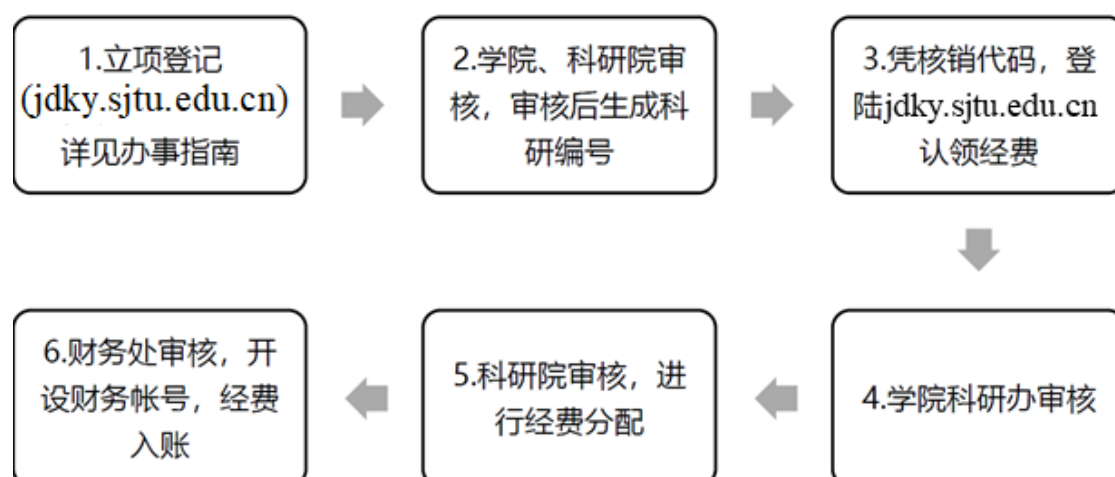 1.立项登记
(jdky.sjtu.edu.cn)
详见办事指南
2.学院、科研院审
核，审核后生成科
研编号
3.凭核销代码，登
陆jdky.sjtu.edu.cn
认领经费
4.学院科研办审核
5.科研院审核，进
行经费分配
6.财务处审核，开
设财务帐号，经费
入账